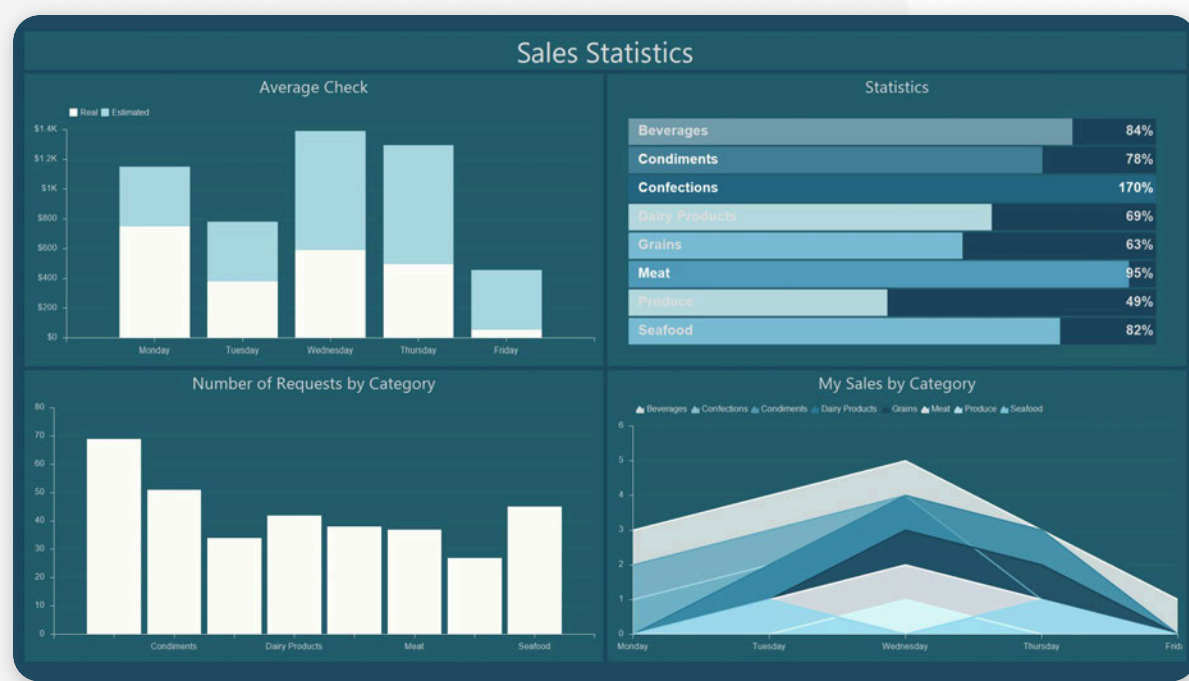 Sales Statistics
Average Check
Real Estimated
$1.4K
$1.2K
$1K
$800
$600
$400
$200
$0
Monday Tuesday Wednesday Thursday Friday
Statistics
Beverages 84%
Condiments 78%
Confections 170%
Dairy Products 69%
Grains 63%
Meat 95%
Produce 49%
Seafood 82%
Number of Requests by Category
80
70
60
50
40
30
20
10
0
Condiments Dairy Products Meat Seafood
My Sales by Category
Beverages Confections Condiments Dairy Products Grains Meat Produce Seafood
6
5
4
3
2
1
0
Monday Tuesday Wednesday Thursday Frida